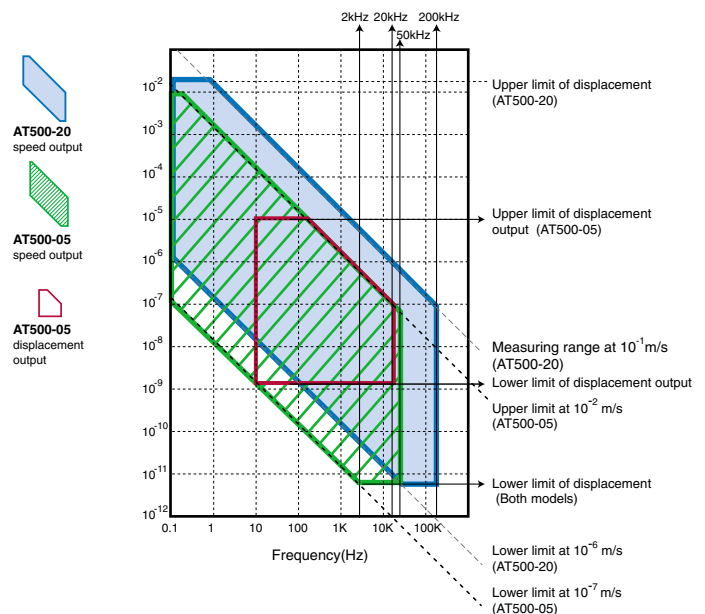 2kHz 20kHz 200kHz
50kHz
AT500-20
speed output
AT500-05
speed output
AT500-05
displacement
output
10-2
10-3
10-4
10-5
10-6
10-7
10-8
10-9
10-10
10-11
10-12
0.1 1 10 100 1K 10K 100K
Frequency(Hz)
Upper limit of displacement
(AT500-20)
Upper limit of displacement
output (AT500-05)
Measuring range at 10-1m/s
(AT500-20)
Lower limit of displacement output
Upper limit at 10-2 m/s
(AT500-05)
Lower limit of displacement
(Both models)
Lower limit at 10-6 m/s
(AT500-20)
Lower limit at 10-7 m/s
(AT500-05)